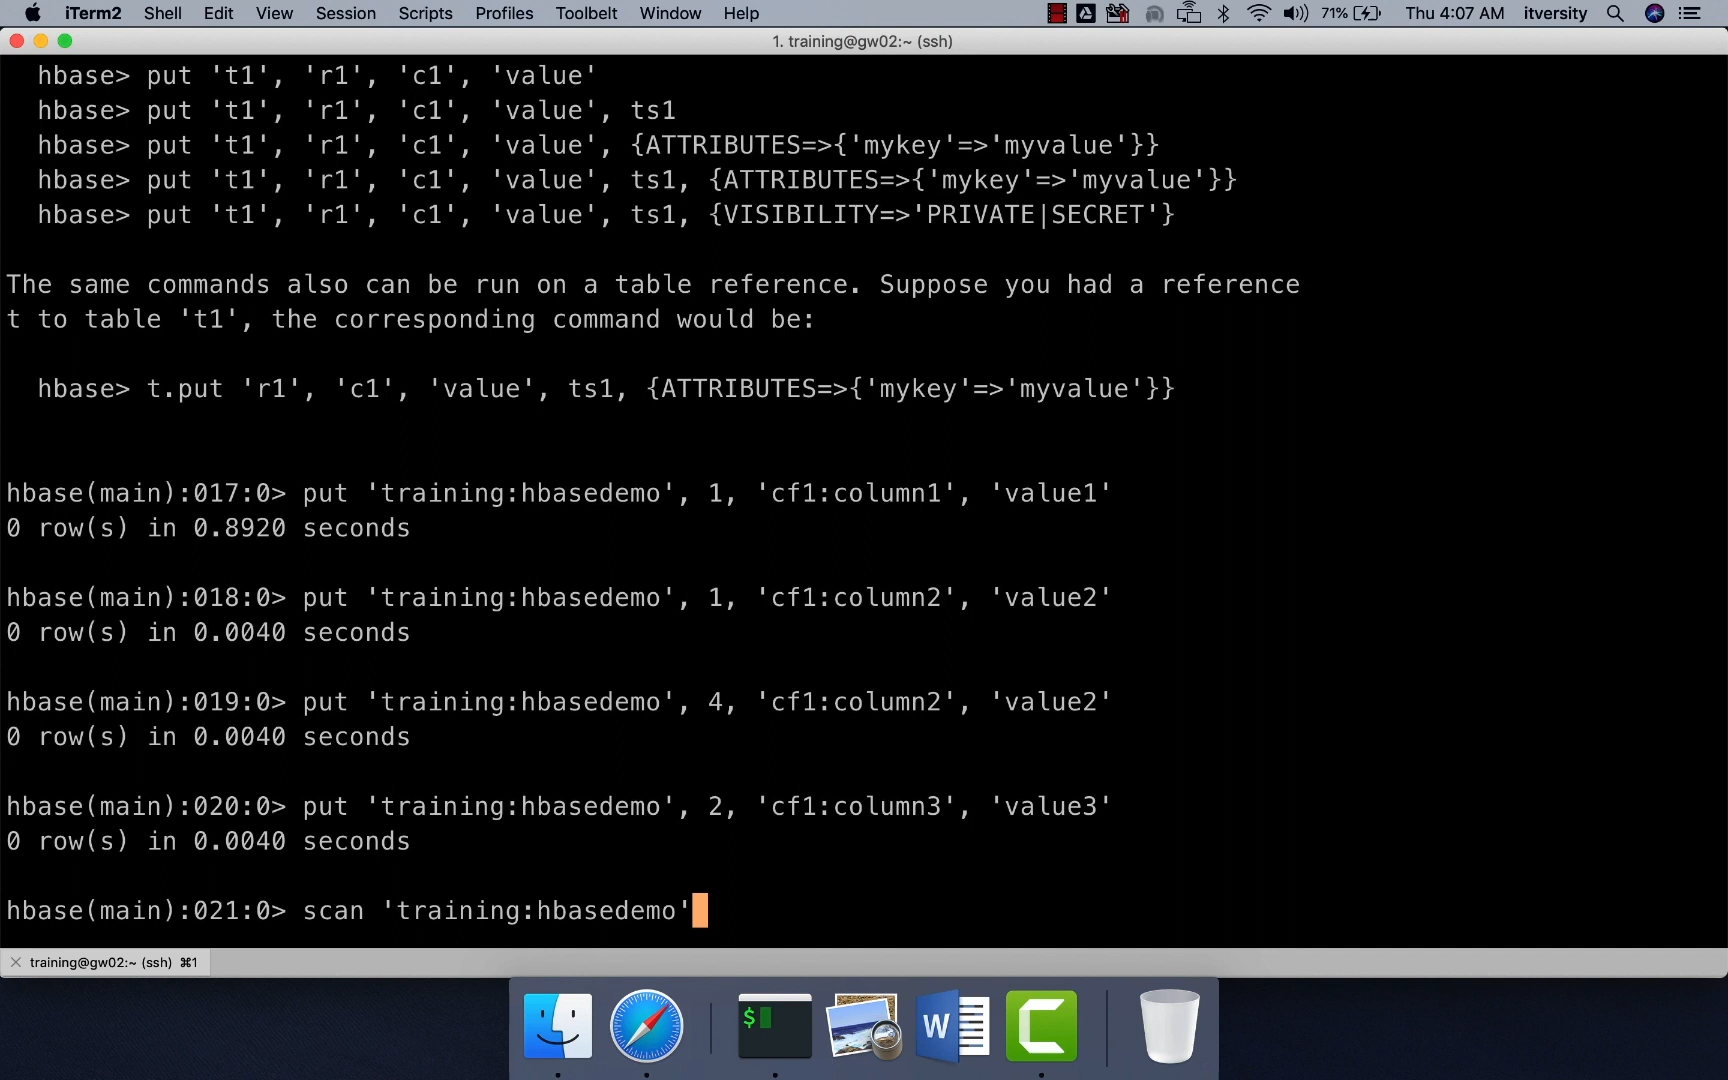 iTerm2 Shell Edit View Session Scripts Profiles Toolbelt Window Help 71% Thu 4:07 AM itversity
1. training@gw02:~ (ssh)
hbase> put 't1', 'r1', 'c1', 'value'
hbase> put 't1', 'r1', 'c1', 'value', ts1
hbase> put 't1', 'r1', 'c1', 'value', {ATTRIBUTES=>{'mykey'=>'myvalue'}}
hbase> put 't1', 'r1', 'c1', 'value', ts1, {ATTRIBUTES=>{'mykey'=>'myvalue'}}
hbase> put 't1', 'r1', 'c1', 'value', ts1, {VISIBILITY=>'PRIVATE|SECRET'}
The same commands also can be run on a table reference. Suppose you had a reference
t to table 't1', the corresponding command would be:
hbase> t.put 'r1', 'c1', 'value', ts1, {ATTRIBUTES=>{'mykey'=>'myvalue'}}
hbase(main):017:0> put 'training:hbasedemo', 1, 'cf1:column1', 'value1'
0 row(s) in 0.8920 seconds
hbase(main):018:0> put 'training:hbasedemo', 1, 'cf1:column2', 'value2'
0 row(s) in 0.0040 seconds
hbase(main):019:0> put 'training:hbasedemo', 4, 'cf1:column2', 'value2'
0 row(s) in 0.0040 seconds
hbase(main):020:0> put 'training:hbasedemo', 2, 'cf1:column3', 'value3'
0 row(s) in 0.0040 seconds
hbase(main):021:0> scan 'training:hbasedemo'
training@gw02:~ (ssh) ⌘1
$
W